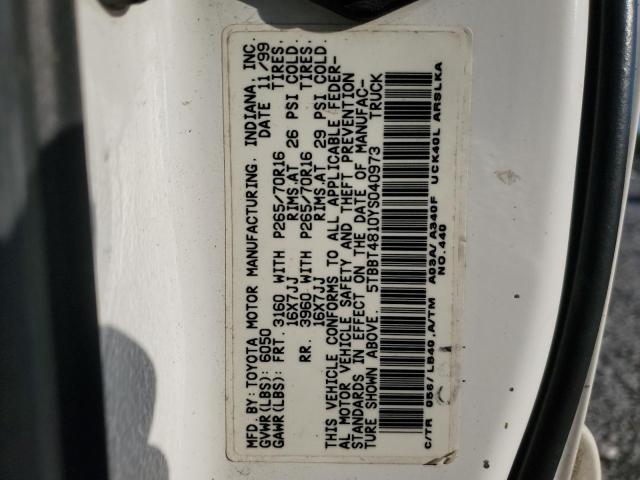 MFD. BY: TOYOTA MOTOR MANUFACTURING, INDIANA, INC.
GVWR(LBS): 6050 DATE 11/99
GAWR(LBS): FRT. 3160 WITH P265/70R16 TIRES.
16X7JJ RIMS.AT 26 PSI COLD.
RR. 3960 WITH P265/70R16 TIRES.
16X7JJ RIMS.AT 29 PSI COLD.
THIS VEHICLE CONFORMS TO ALL APPLICABLE FEDER-
AL MOTOR VEHICLE SAFETY AND THEFT PREVENTION
STANDARDS IN EFFECT ON THE DATE OF MANUFAC-
TURE SHOWN ABOVE.
5TBBT4810YS040973 TRUCK
C/TR 056/ LB40.A/TM A03A/ A340F UCK40L ARSLKA
NO.440